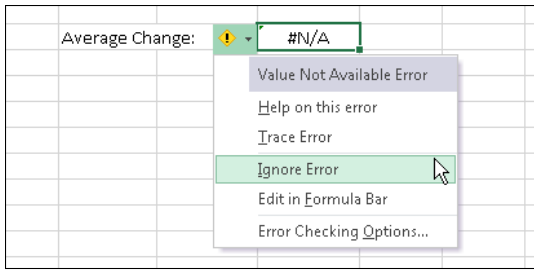 Average Change: #N/A
Value Not Available Error
Help on this error
Trace Error
Ignore Error
Edit in Formula Bar
Error Checking Options...